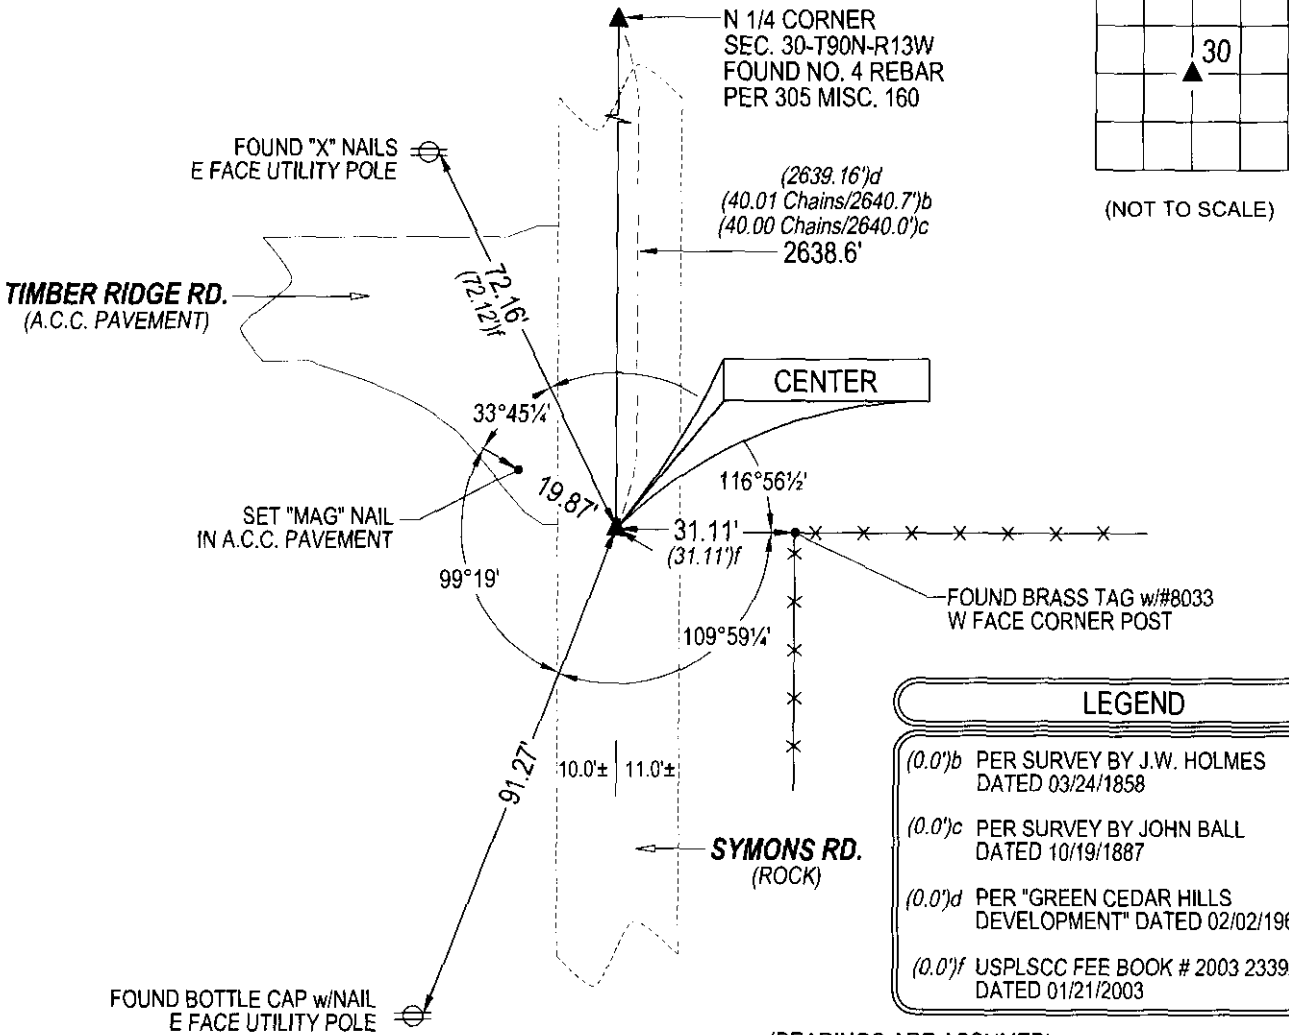 N 1/4 CORNER
SEC. 30-T90N-R13W
FOUND NO. 4 REBAR
PER 305 MISC. 160
30
(NOT TO SCALE)
FOUND "X" NAILS
E FACE UTILITY POLE
(2639.16')d
(40.01 Chains/2640.7')b
(40.00 Chains/2640.0')c
2638.6'
TIMBER RIDGE RD.
(A.C.C. PAVEMENT)
72.16'
(72.12')f
CENTER
33°45¼'
116°56½'
SET "MAG" NAIL
IN A.C.C. PAVEMENT
19.87'
31.11'
(31.11')f
99°19'
109°59¼'
FOUND BRASS TAG w/#8033
W FACE CORNER POST
91.27'
10.0'± 11.0'±
SYMONS RD.
(ROCK)
FOUND BOTTLE CAP w/NAIL
E FACE UTILITY POLE
LEGEND
(0.0')b PER SURVEY BY J.W. HOLMES
DATED 03/24/1858
(0.0')c PER SURVEY BY JOHN BALL
DATED 10/19/1887
(0.0')d PER "GREEN CEDAR HILLS
DEVELOPMENT" DATED 02/02/196
(0.0')f USPLSCC FEE BOOK # 2003 2339
DATED 01/21/2003